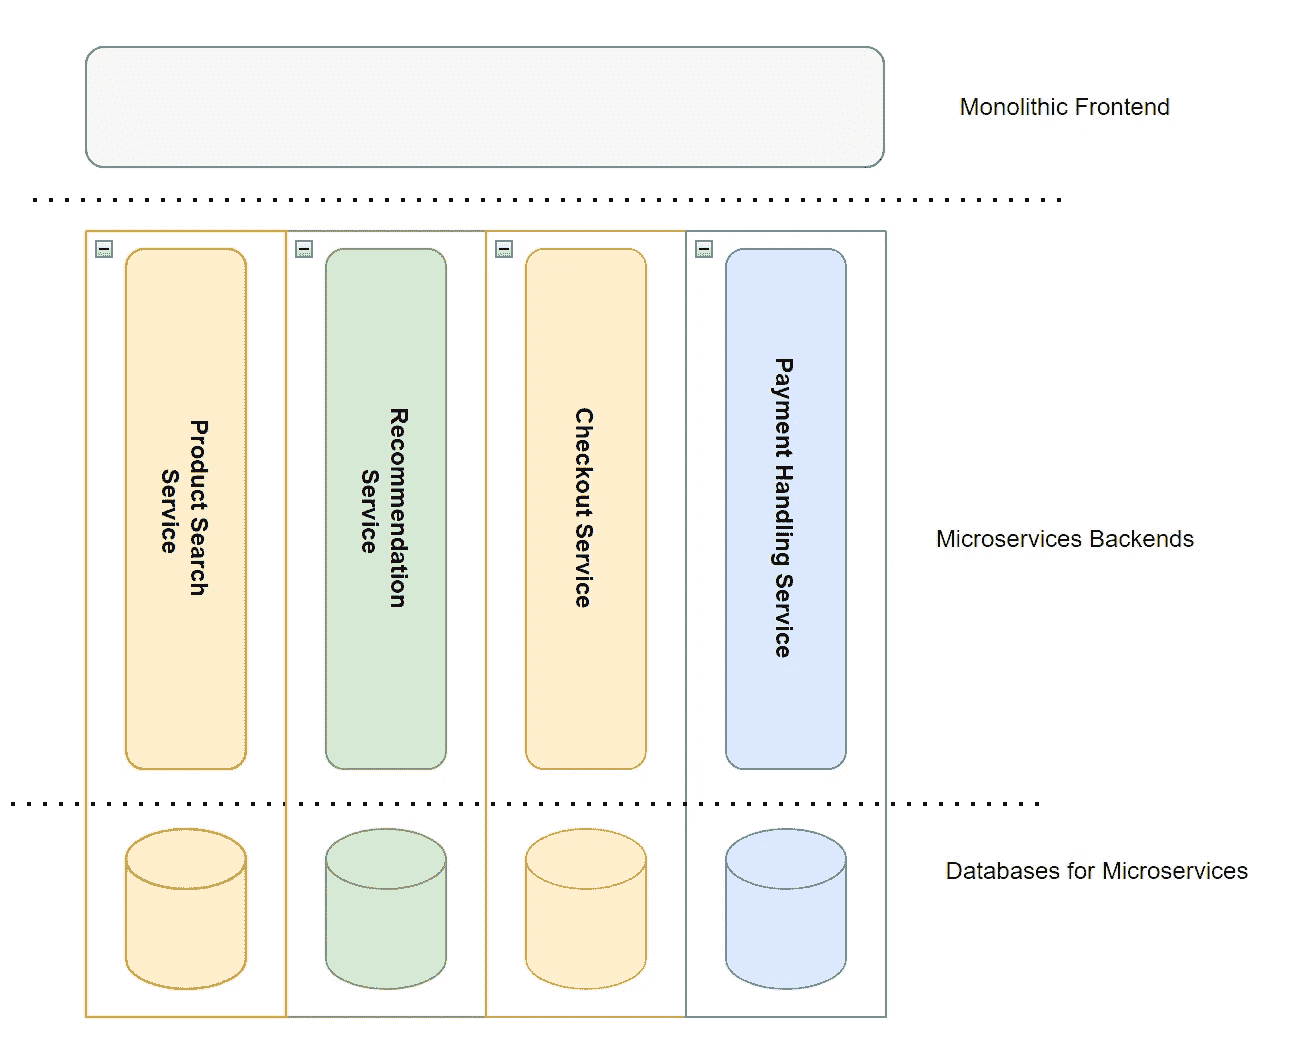 Monolithic Frontend
Product Search
Service
Recommendation
Service
Checkout Service
Payment Handling Service
Microservices Backends
Databases for Microservices